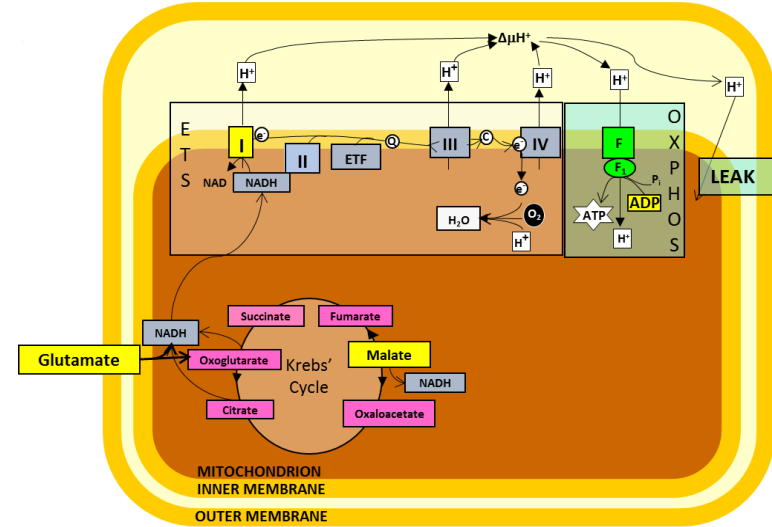 ΔμH⁺
H⁺
H⁺
H⁺
H⁺
H⁺
E
T
S
I
e⁻
II
ETF
Q
III
C
e⁻
IV
NAD
NADH
e⁻
H₂O
O₂
H⁺
F
F₁
Pᵢ
ADP
ATP
H⁺
O
X
P
H
O
S
LEAK
Succinate
Fumarate
NADH
Glutamate
Oxoglutarate
Malate
Krebs’
Cycle
NADH
Citrate
Oxaloacetate
MITOCHONDRION
INNER MEMBRANE
OUTER MEMBRANE